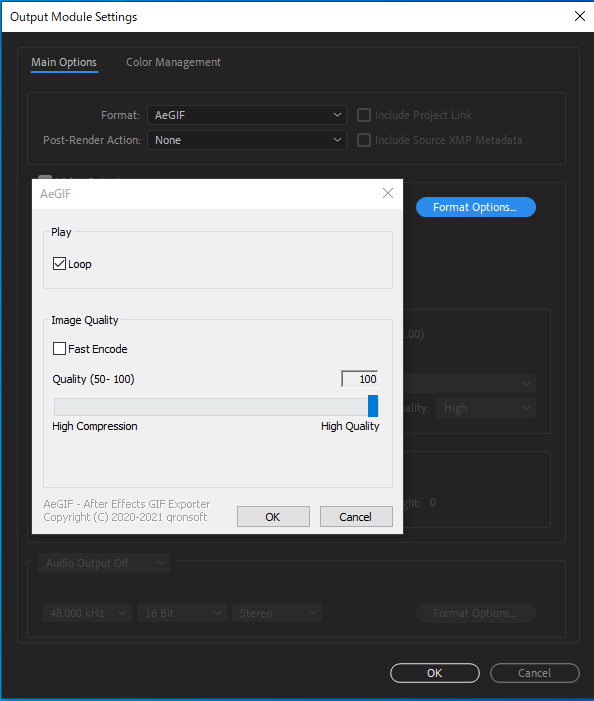 Output Module Settings
Main Options
Color Management
Format:
AeGIF
Include Project Link
Post-Render Action:
None
Include Source XMP Metadata
AeGIF
Format Options...
Play
Loop
Image Quality
Fast Encode
Quality (50- 100)
100
High Compression
High Quality
.00)
ality:
High
AeGIF - After Effects GIF Exporter
Copyright (C) 2020-2021 qronsoft
OK
Cancel
ght: 0
Audio Output Off
48.000 kHz
16 Bit
Stereo
Format Options...
OK
Cancel